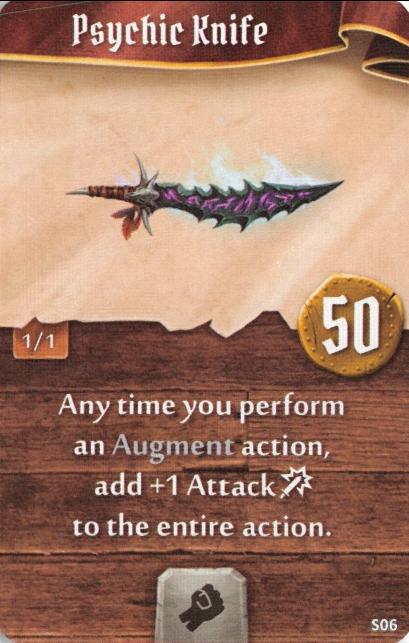 Psychic Knife
50
1/1
Any time you perform
an Augment action,
add +1 Attack
to the entire action.
S06